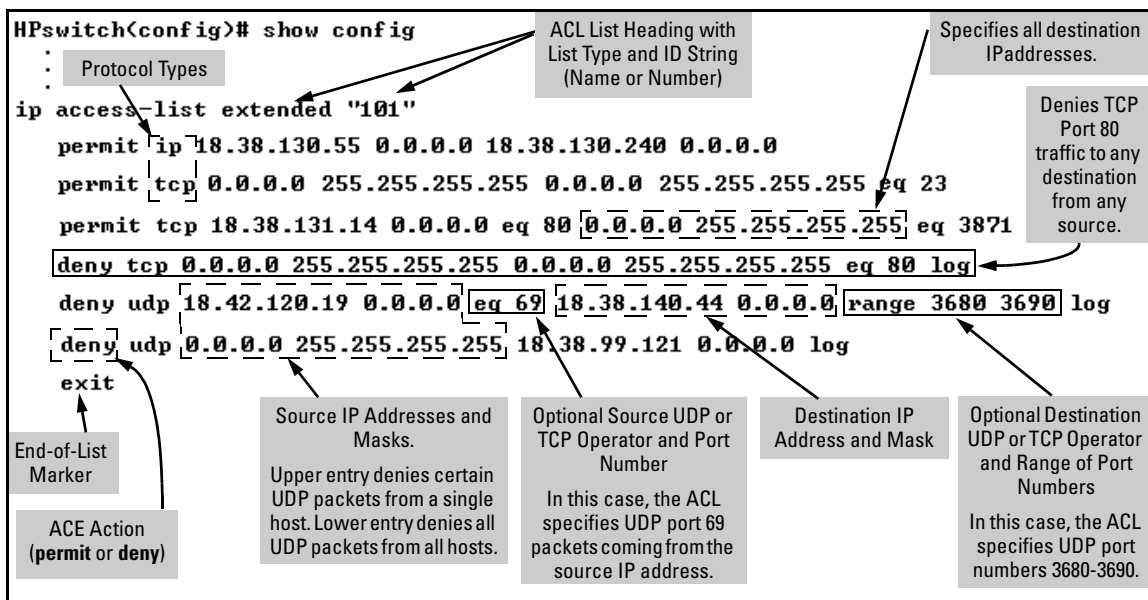 HPswitch(config)# show config
.
.
.
ACL List Heading with
List Type and ID String
(Name or Number)
Specifies all destination
IPaddresses.
Protocol Types
ip access-list extended "101"
permit ip 18.38.130.55 0.0.0.0 18.38.130.240 0.0.0.0
permit tcp 0.0.0.0 255.255.255.255 0.0.0.0 255.255.255.255 eq 23
permit tcp 18.38.131.14 0.0.0.0 eq 80 0.0.0.0 255.255.255.255 eq 3871
deny tcp 0.0.0.0 255.255.255.255 0.0.0.0 255.255.255.255 eq 80 log
deny udp 18.42.120.19 0.0.0.0 eq 69 18.38.140.44 0.0.0.0 range 3680 3690 log
deny udp 0.0.0.0 255.255.255.255 18.38.99.121 0.0.0.0 log
exit
Denies TCP
Port 80
traffic to any
destination
from any
source.
End-of-List
Marker
ACE Action
(permit or deny)
Source IP Addresses and
Masks.
Upper entry denies certain
UDP packets from a single
host. Lower entry denies all
UDP packets from all hosts.
Optional Source UDP or
TCP Operator and Port
Number
In this case, the ACL
specifies UDP port 69
packets coming from the
source IP address.
Destination IP
Address and Mask
Optional Destination
UDP or TCP Operator
and Range of Port
Numbers
In this case, the ACL
specifies UDP port
numbers 3680-3690.